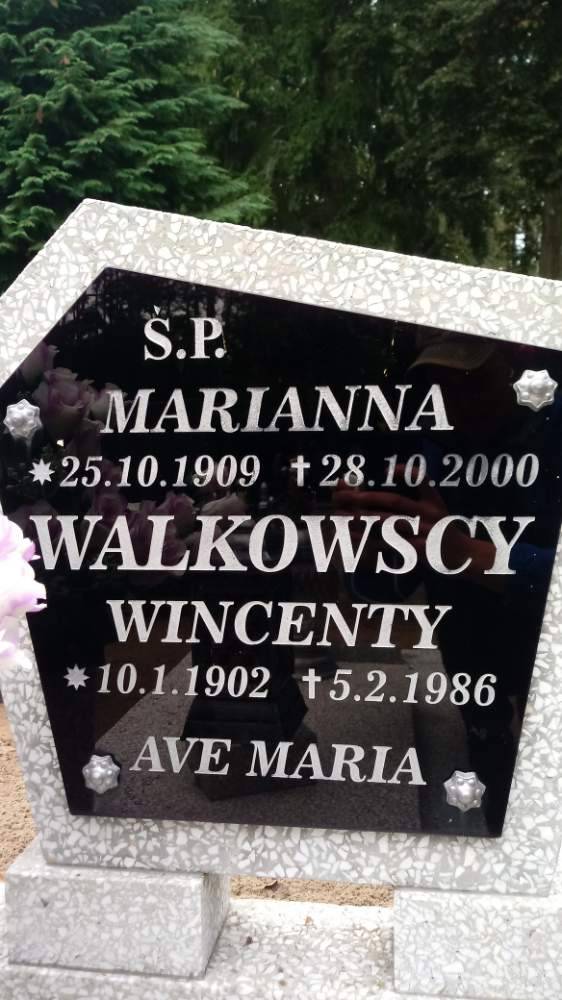 Ś.P.
MARIANNA
*25.10.1909 †28.10.2000
WALKOWSCY
WINCENTY
*10.1.1902 †5.2.1986
AVE MARIA